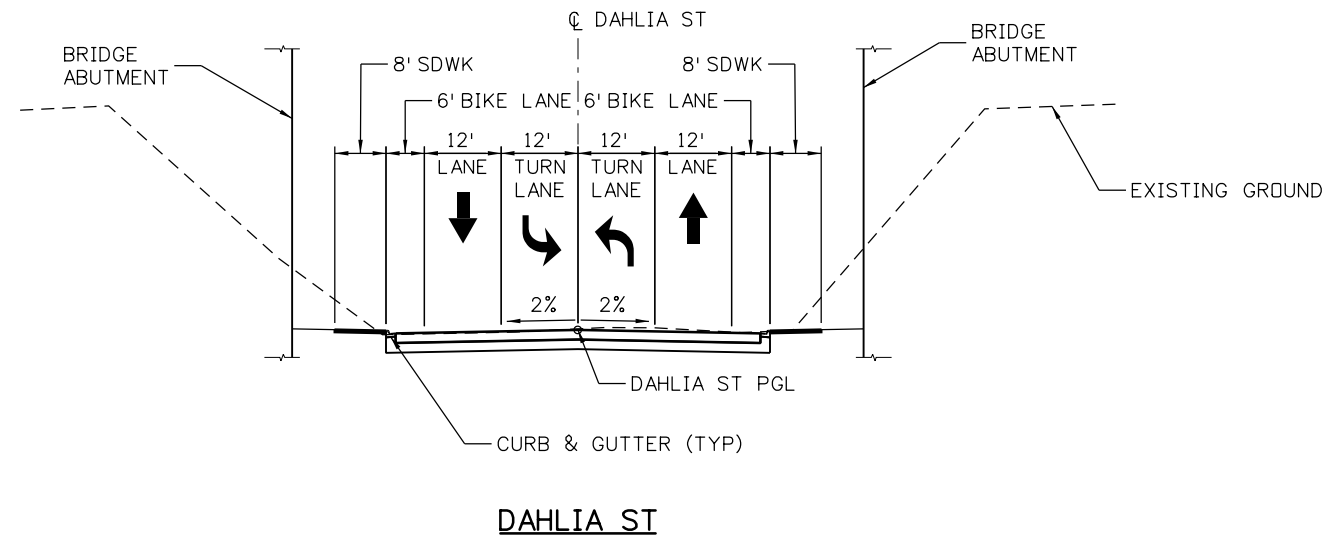 ℄ DAHLIA ST
BRIDGE
ABUTMENT
BRIDGE
ABUTMENT
8' SDWK
8' SDWK
6' BIKE LANE
6' BIKE LANE
12'
LANE
12'
TURN
LANE
12'
TURN
LANE
12'
LANE
EXISTING GROUND
2%
2%
DAHLIA ST PGL
CURB & GUTTER (TYP)
DAHLIA ST